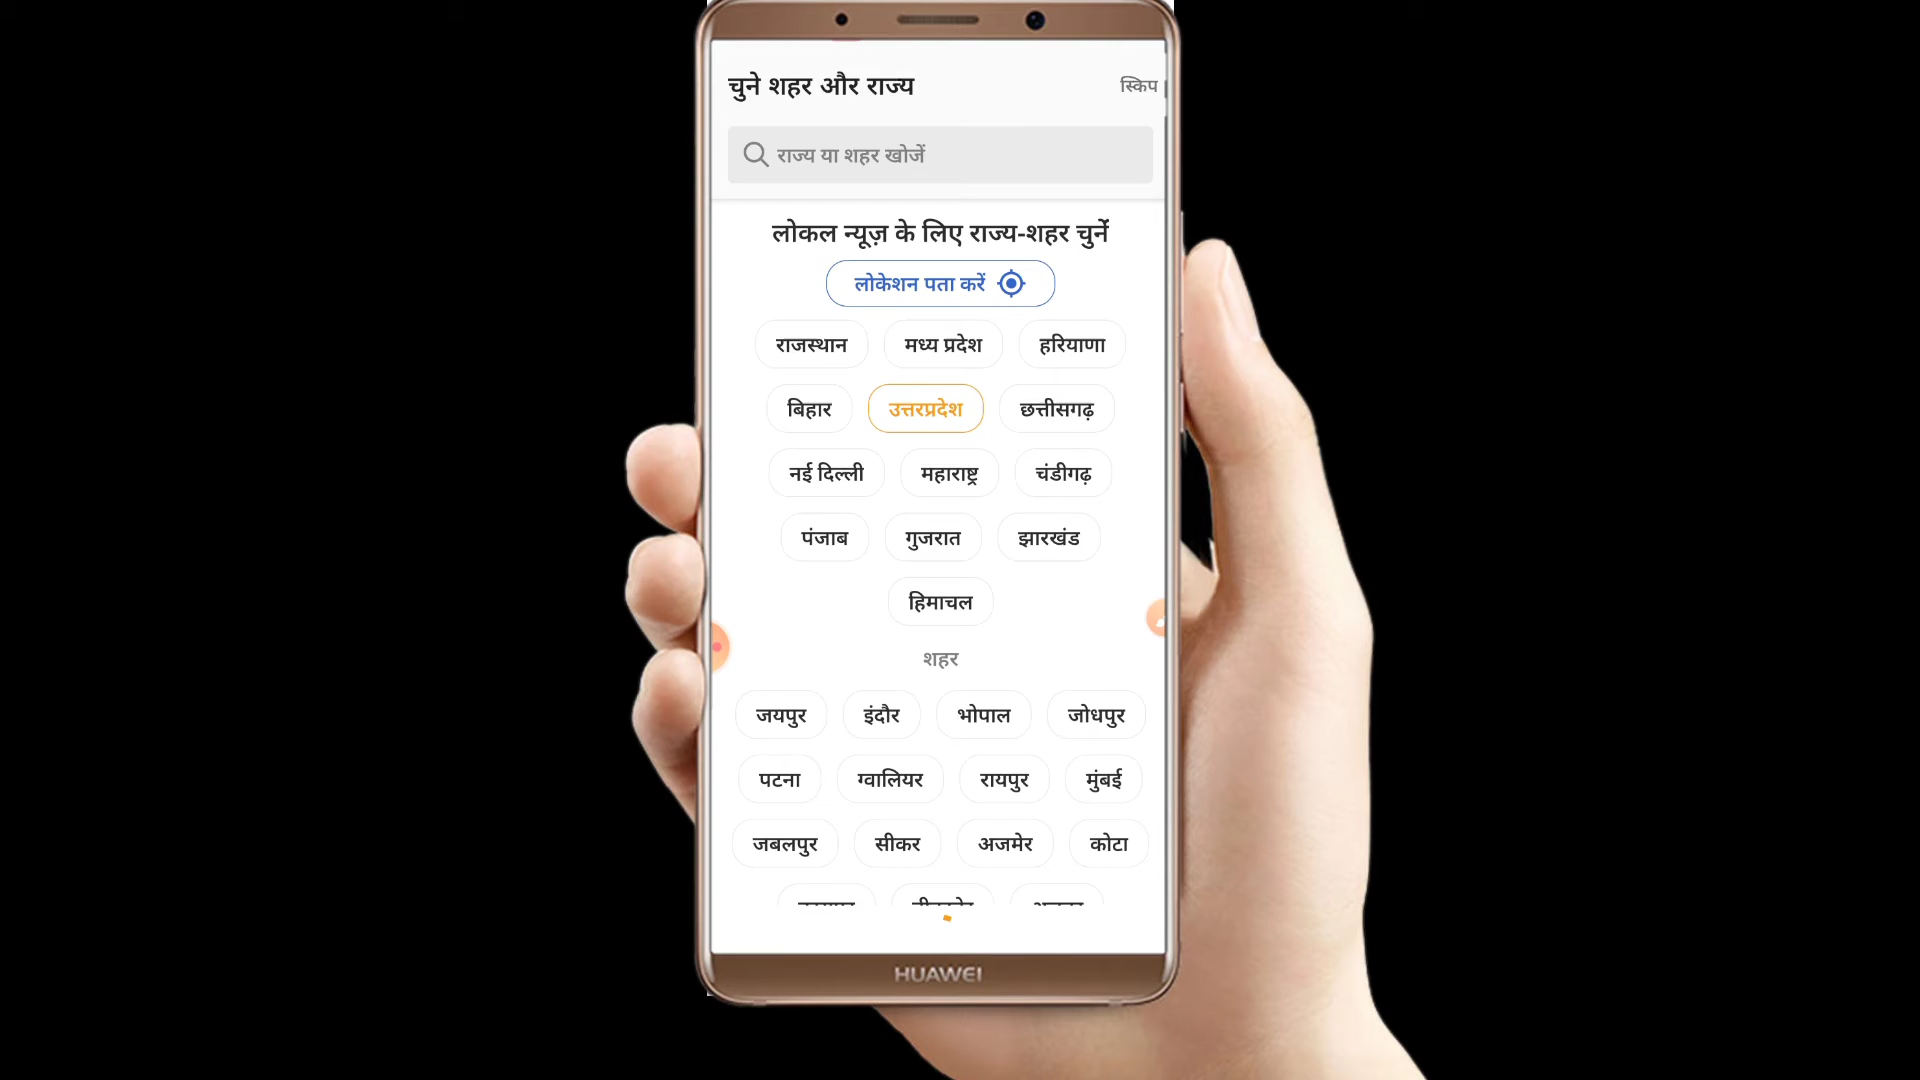 चुने शहर और राज्य
स्किप
राज्य या शहर खोजें
लोकल न्यूज़ के लिए राज्य-शहर चुनें
लोकेशन पता करें
राजस्थान मध्य प्रदेश हरियाणा
बिहार उत्तरप्रदेश छत्तीसगढ़
नई दिल्ली महाराष्ट्र चंडीगढ़
पंजाब गुजरात झारखंड
हिमाचल
शहर
जयपुर इंदौर भोपाल जोधपुर
पटना ग्वालियर रायपुर मुंबई
जबलपुर सीकर अजमेर कोटा
HUAWEI